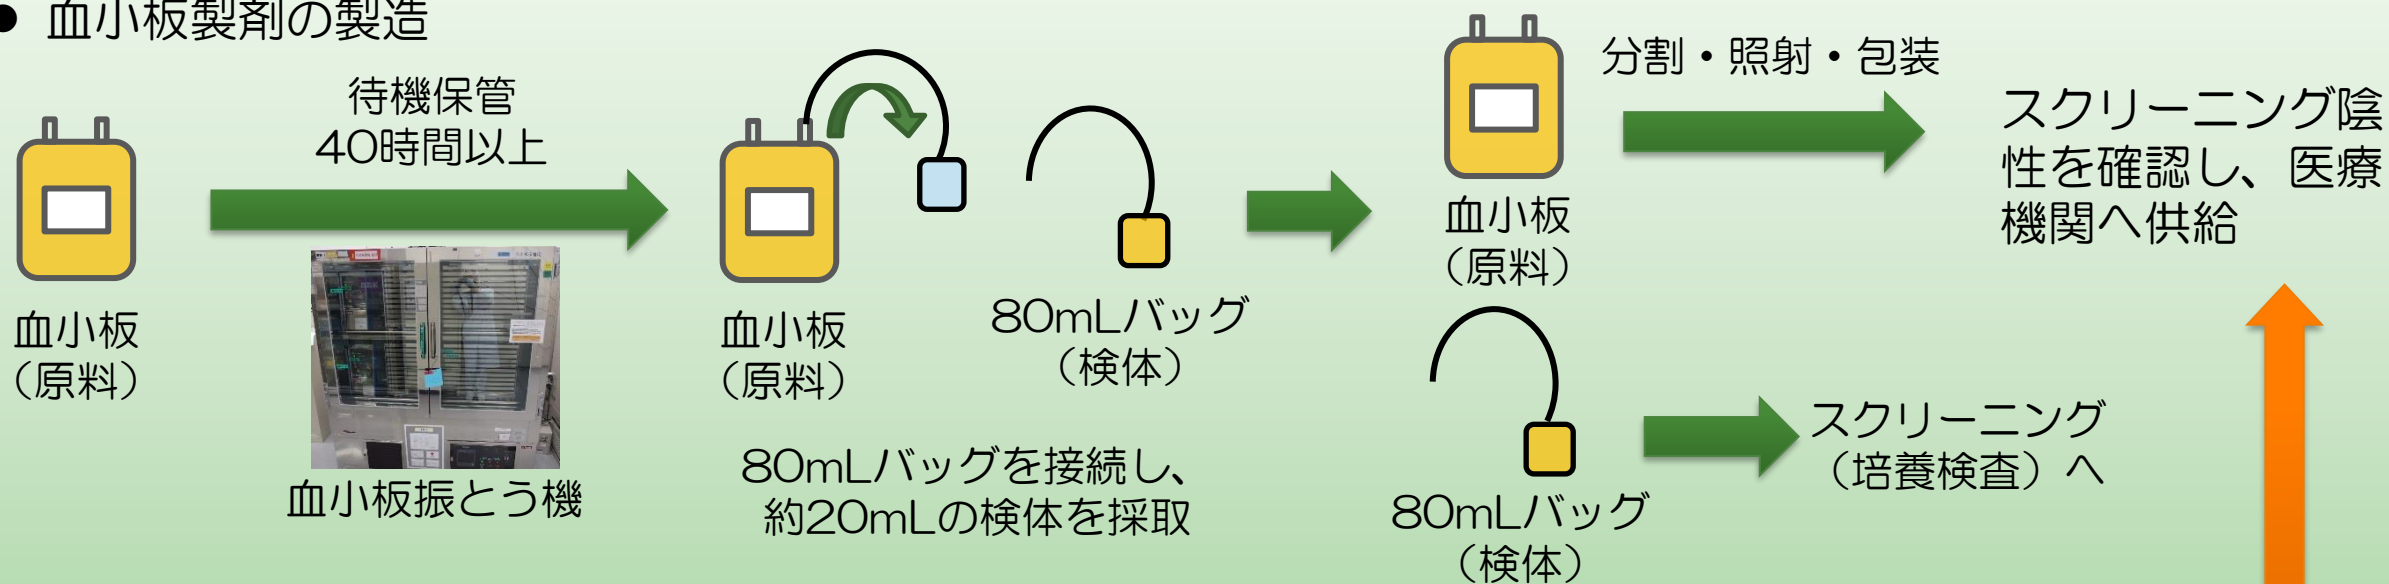 ● 血小板製剤の製造
待機保管
40時間以上
血小板
（原料）
血小板振とう機
血小板
（原料）
80mLバッグ
（検体）
80mLバッグを接続し、
約20mLの検体を採取
血小板
（原料）
分割・照射・包装
スクリーニング陰
性を確認し、医療
機関へ供給
80mLバッグ
（検体）
スクリーニング
（培養検査）へ